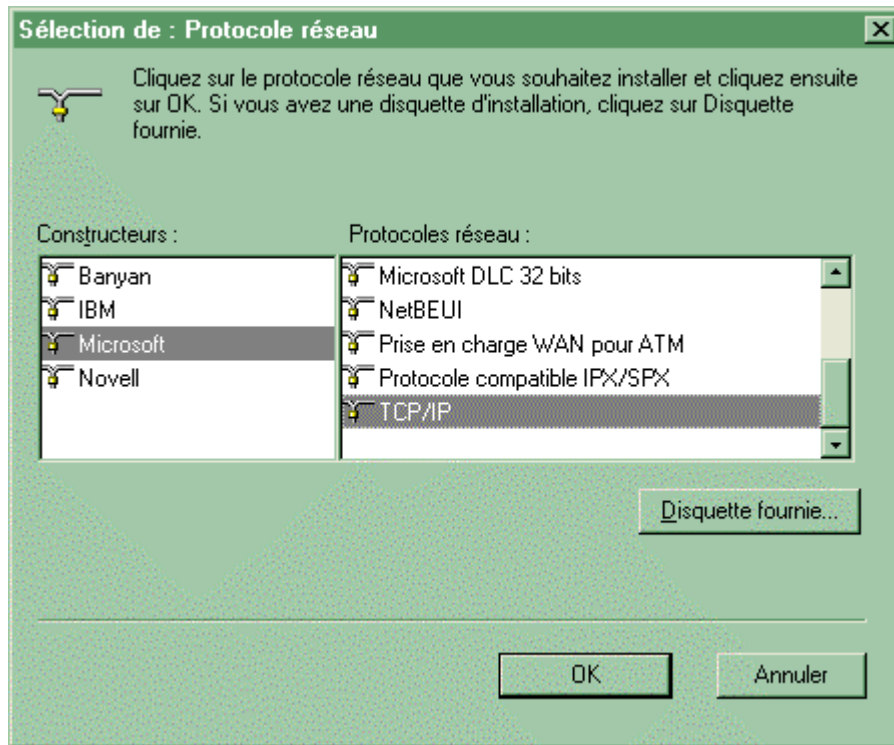 Sélection de : Protocole réseau
Cliquez sur le protocole réseau que vous souhaitez installer et cliquez ensuite
sur OK. Si vous avez une disquette d'installation, cliquez sur Disquette
fournie.
Constructeurs :
Banyan
IBM
Microsoft
Novell
Protocoles réseau :
Microsoft DLC 32 bits
NetBEUI
Prise en charge WAN pour ATM
Protocole compatible IPX/SPX
TCP/IP
Disquette fournie...
OK
Annuler